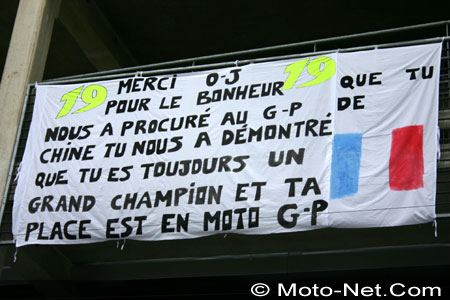 19 MERCI O-J 19
POUR LE BONHEUR QUE TU
NOUS A PROCURÉ AU G-P DE
CHINE TU NOUS A DÉMONTRÉ
QUE TU ES TOUJOURS UN
GRAND CHAMPION ET TA
PLACE EST EN MOTO G-P
© Moto-Net.Com